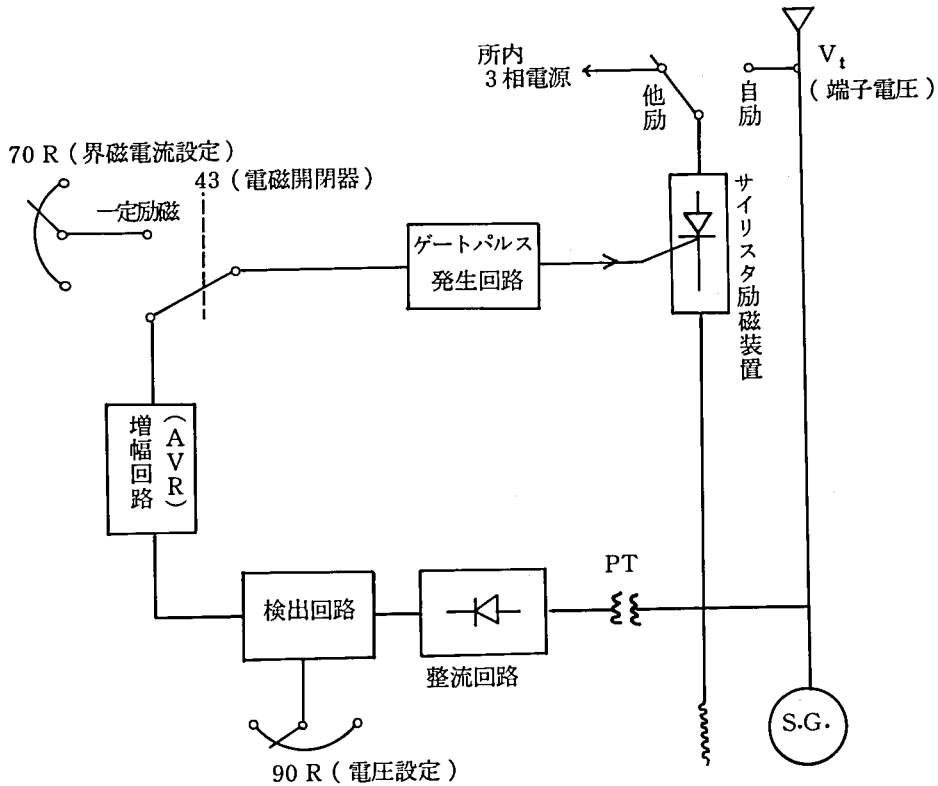 所内
3相電源
他励
自励
Vt
(端子電圧)
70 R(界磁電流設定)
43(電磁開閉器)
一定励磁
ゲートパルス
発生回路
サイリスタ励磁装置
増幅回路
(AVR)
検出回路
整流回路
PT
S.G.
90 R(電圧設定)